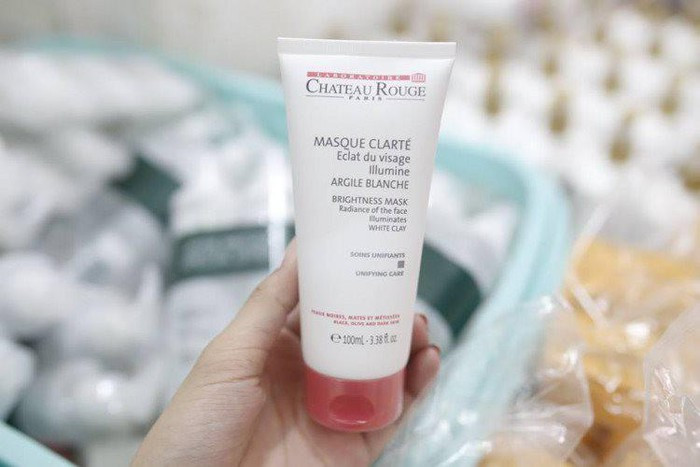 LABORATOIRE
CHATEAU ROUGE
PARIS
MASQUE CLARTÉ
Eclat du visage
Illumine
ARGILE BLANCHE
BRIGHTNESS MASK
Radiance of the face
Illuminates
WHITE CLAY
SOINS UNIFIANTS
UNIFYING CARE
PEAUX NOIRES, MATES ET MÉTISSÉES
BLACK, OLIVE AND DARK SKIN
℮ 100mL - 3.38 fl. oz.